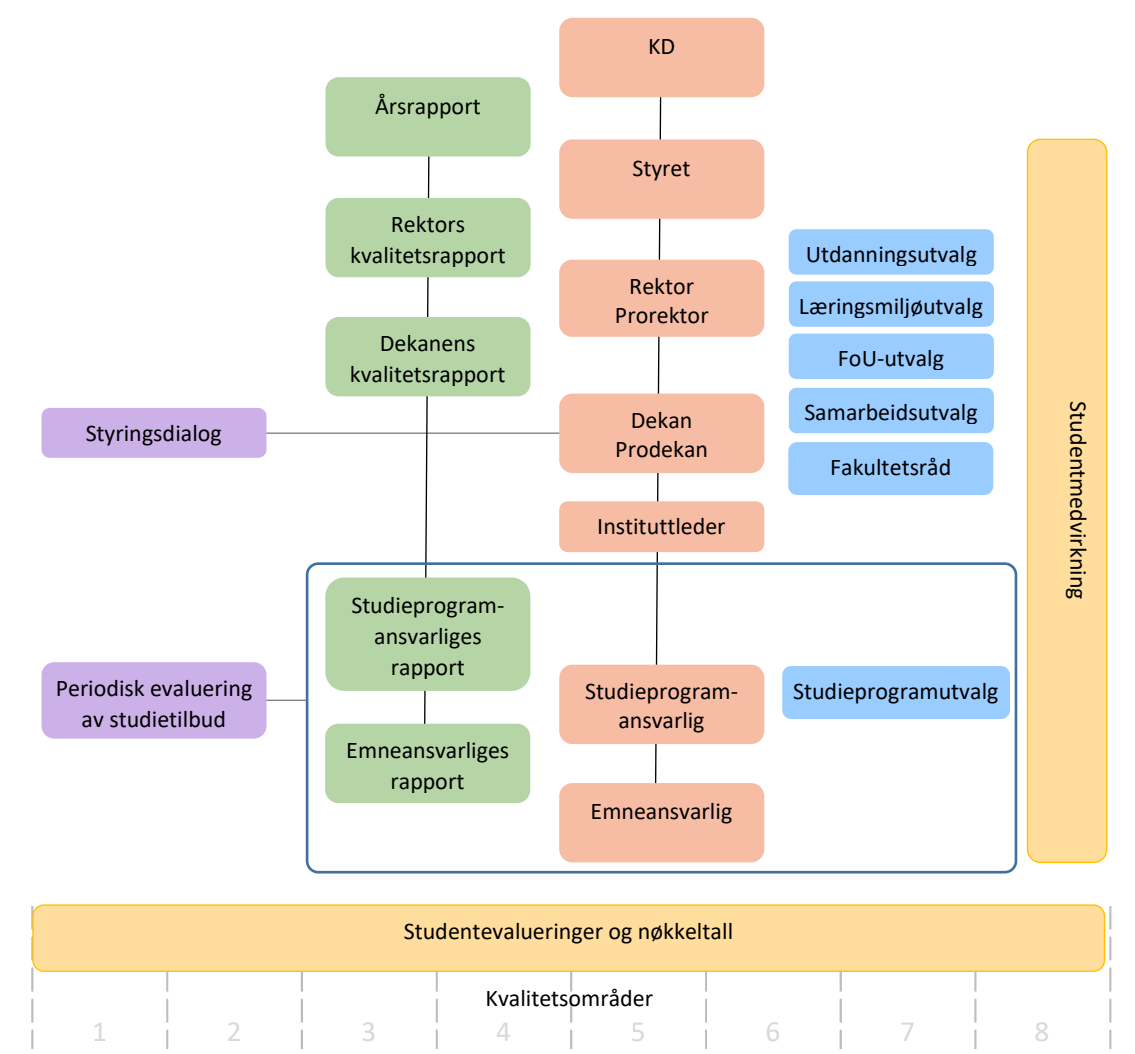 KD
Årsrapport
Styret
Rektors
kvalitetsrapport
Utdanningsutvalg
Rektor
Prorektor
Læringsmiljøutvalg
Dekanens
kvalitetsrapport
FoU-utvalg
Samarbeidsutvalg
Styringsdialog
Dekan
Prodekan
Fakultetsråd
Studentmedvirkning
Instituttleder
Studieprogram-
ansvarliges
rapport
Periodisk evaluering
av studietilbud
Studieprogram-
ansvarlig
Studieprogramutvalg
Emneansvarliges
rapport
Emneansvarlig
Studentevalueringer og nøkkeltall
Kvalitetsområder
1 2 3 4 5 6 7 8